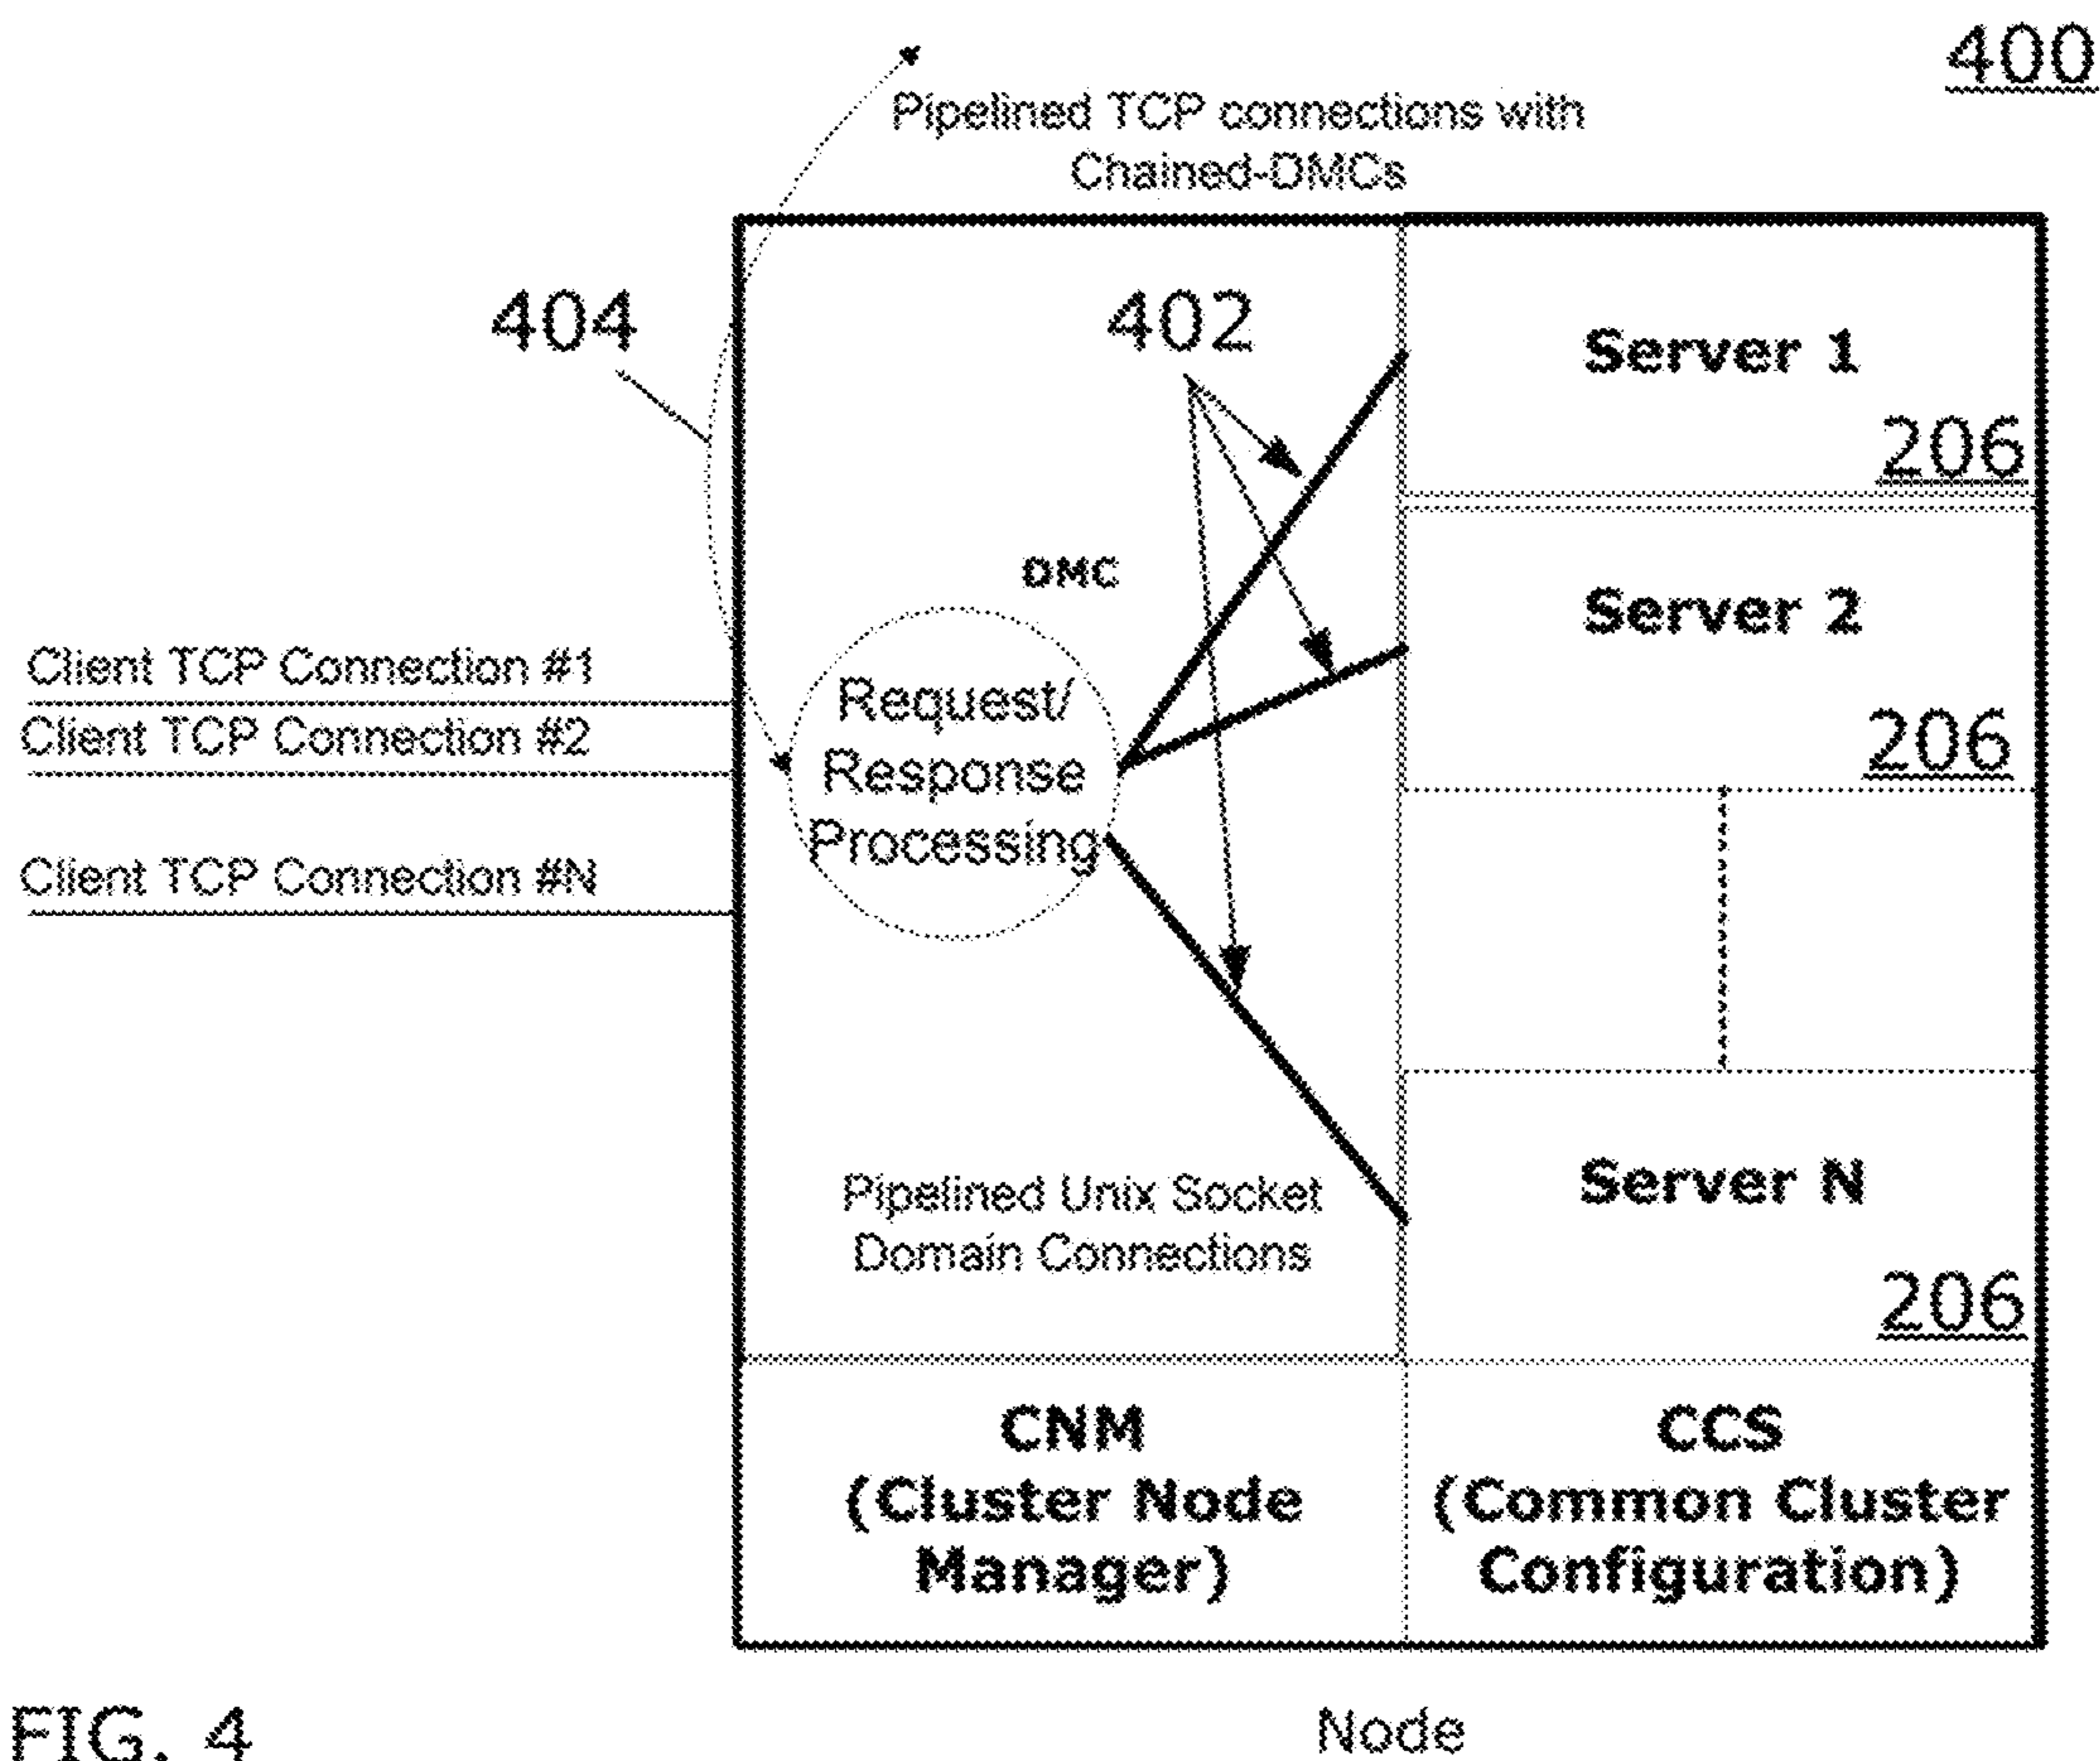 400
Pipelined TCP connections with
Chained-DMCs
404
402
Server 1
206
DMC
Server 2
206
Client TCP Connection #1
Client TCP Connection #2
Client TCP Connection #N
Request/
Response
Processing
Pipelined Unix Socket
Domain Connections
Server N
206
CNM
(Cluster Node
Manager)
CCS
(Common Cluster
Configuration)
FIG. 4
Node